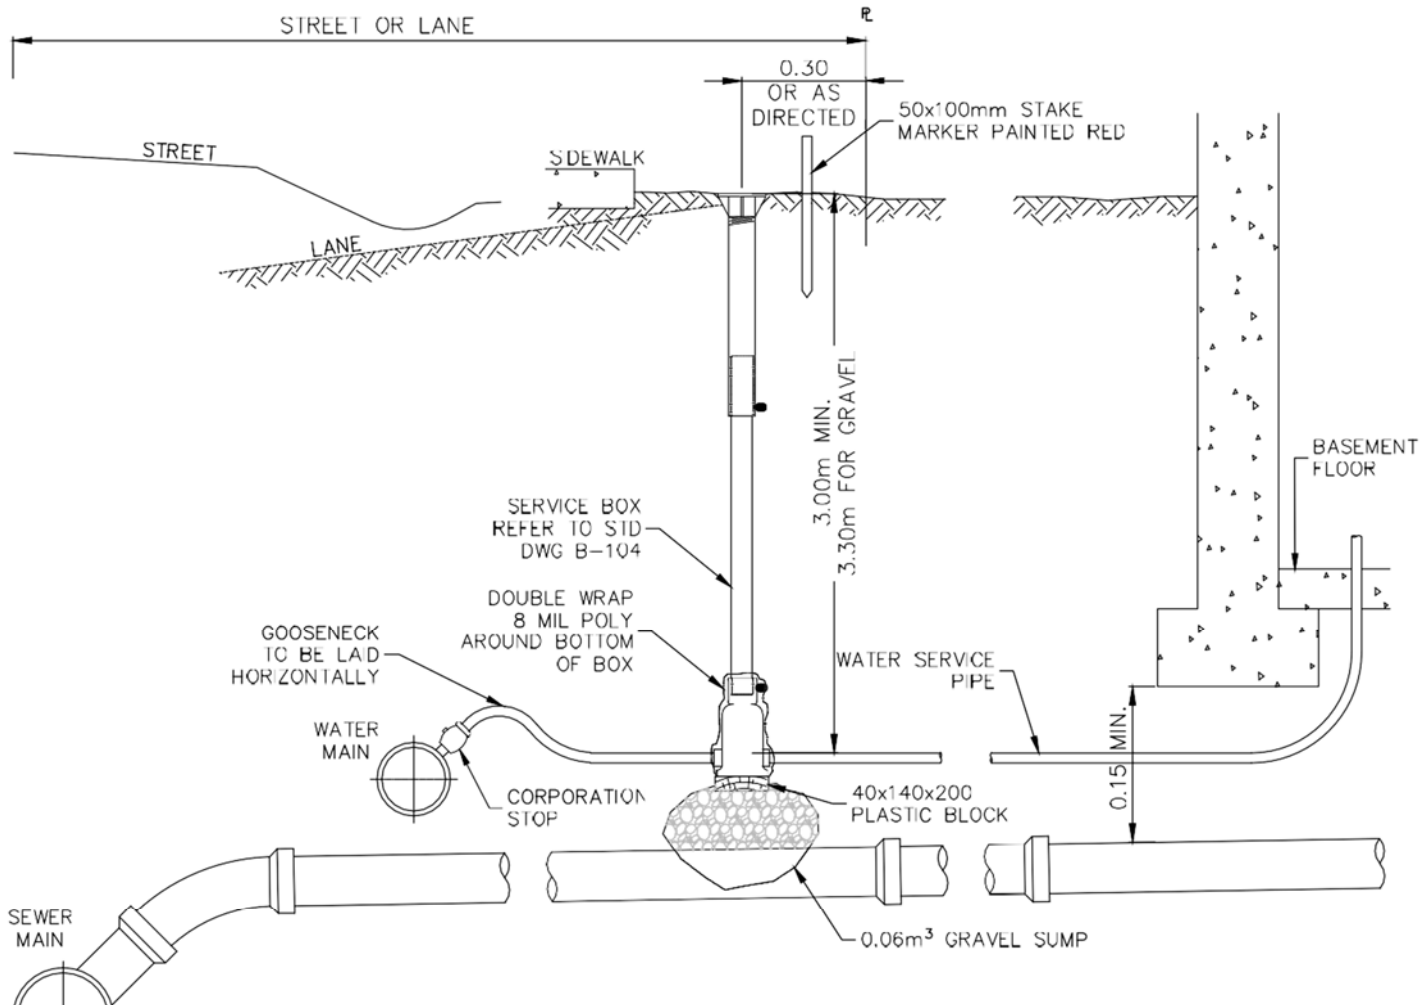 STREET OR LANE
PL
0.30
OR AS
DIRECTED
50x100mm STAKE
MARKER PAINTED RED
STREET
SIDEWALK
LANE
3.00m MIN.
3.30m FOR GRAVEL
BASEMENT
FLOOR
SERVICE BOX
REFER TO STD
DWG B-104
DOUBLE WRAP
8 MIL POLY
AROUND BOTTOM
OF BOX
GOOSENECK
TO BE LAID
HORIZONTALLY
WATER SERVICE
PIPE
WATER
MAIN
0.15 MIN.
CORPORATION
STOP
40x140x200
PLASTIC BLOCK
SEWER
MAIN
0.06m³ GRAVEL SUMP